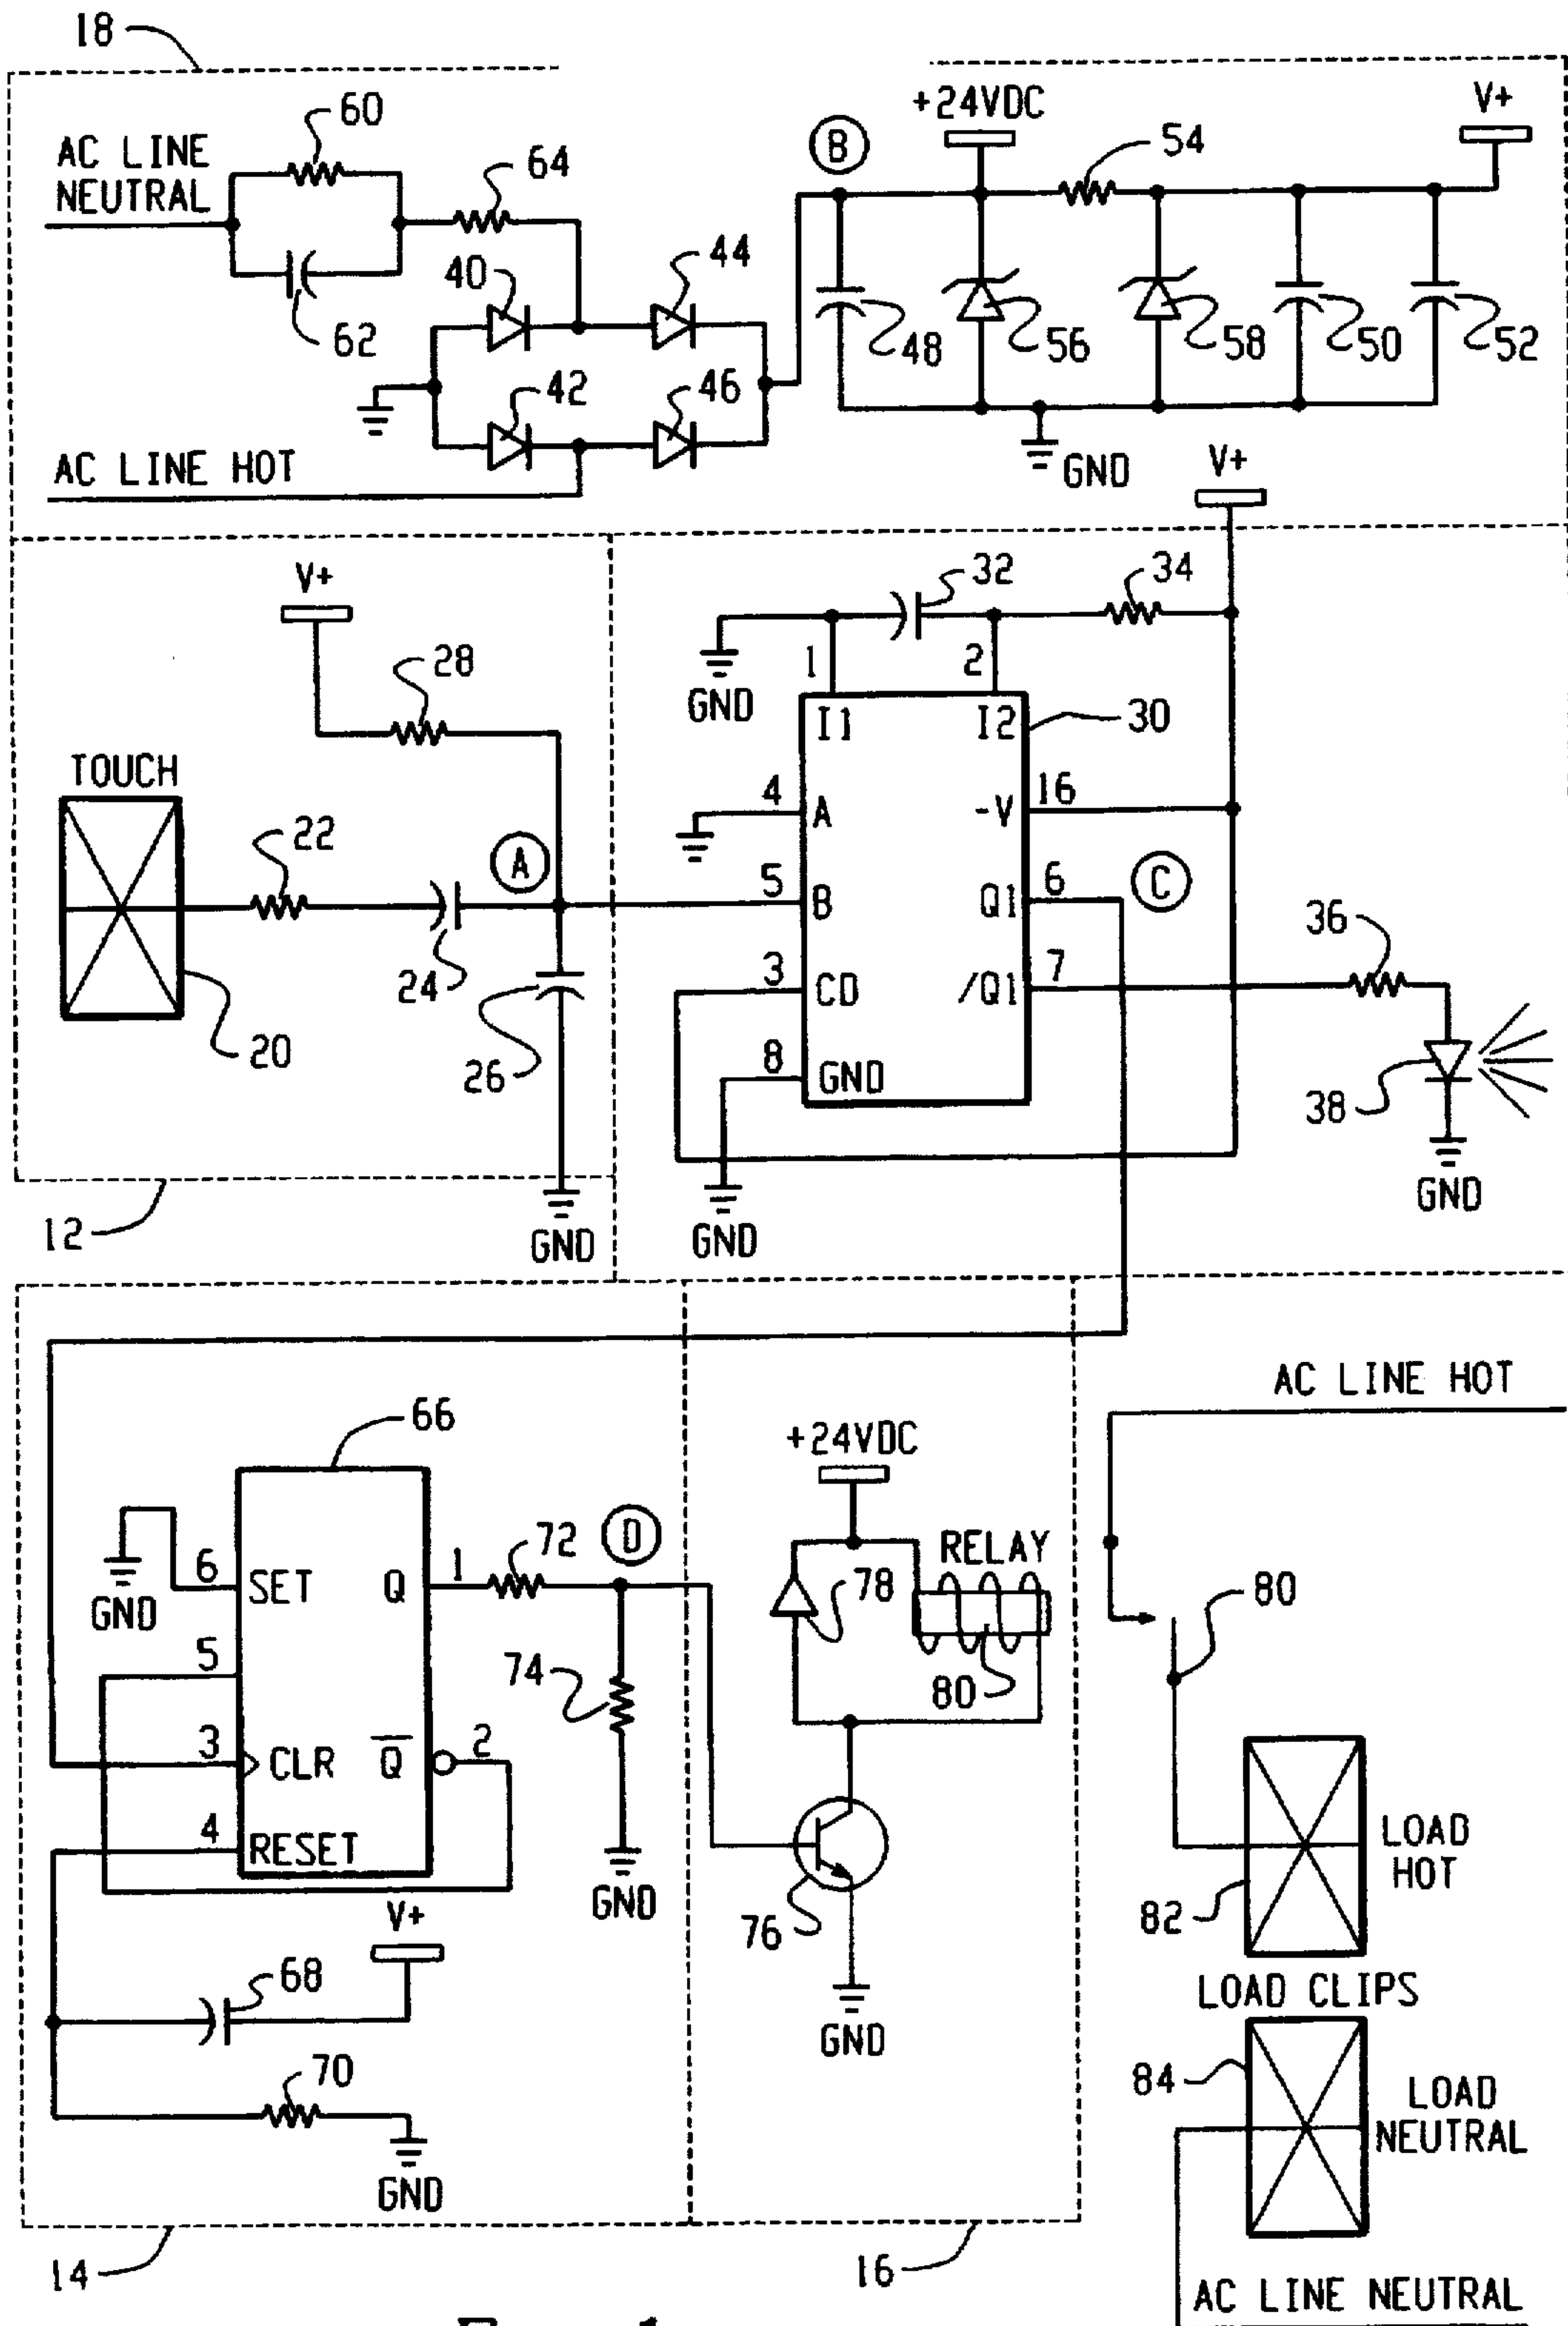 18
60
AC LINE
NEUTRAL
64
62
40
44
42
46
AC LINE HOT
B
+24VDC
54
V+
48
56
58
50
52
GND
V+
V+
28
TOUCH
22
A
24
20
26
GND
12
32
34
GND
1
2
I1
I2
30
4
A
-V
16
5
B
Q1
6
C
3
CD
/Q1
7
36
8
GND
38
GND
GND
66
GND
6
SET
Q
1
72
D
5
74
3
CLR
Q
2
4
RESET
GND
V+
68
70
GND
14
+24VDC
RELAY
78
80
76
GND
16
AC LINE HOT
80
LOAD
HOT
82
LOAD CLIPS
84
LOAD
NEUTRAL
AC LINE NEUTRAL